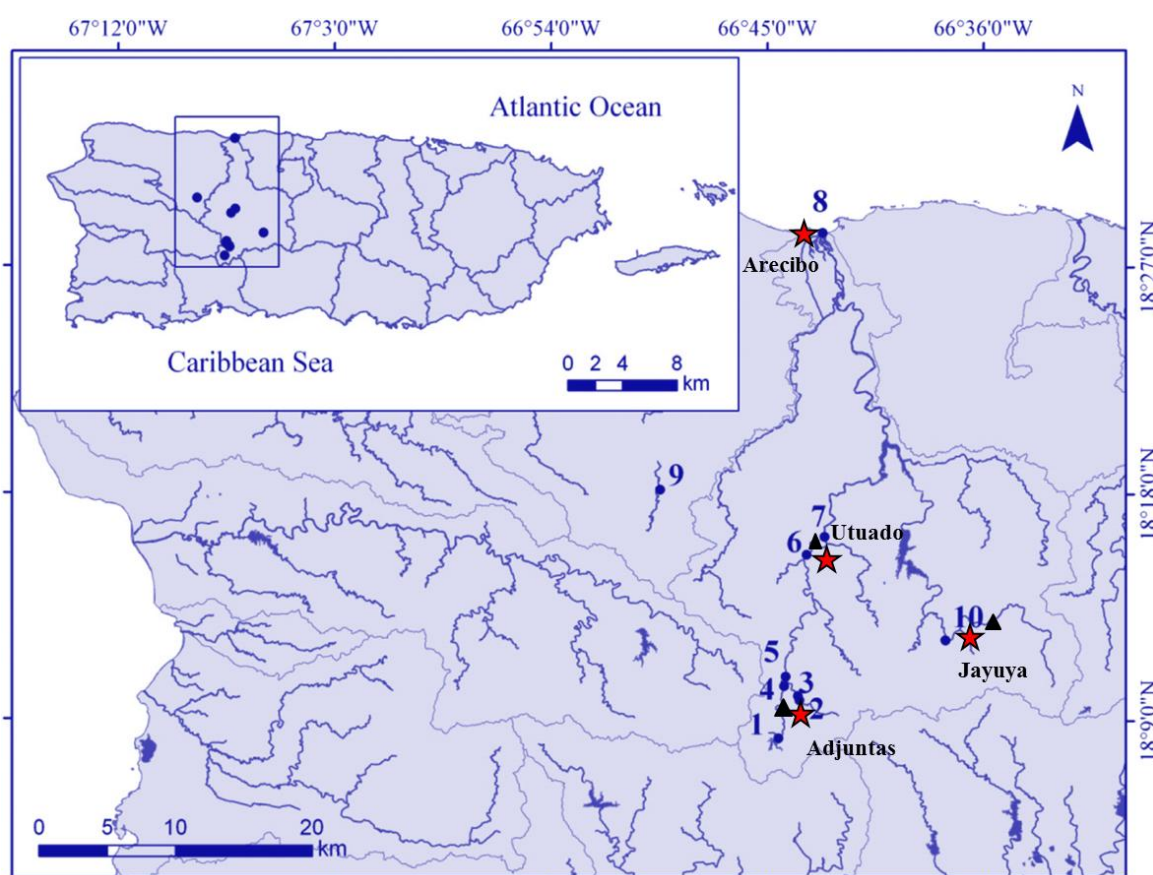 67°12'0"W 67°3'0"W 66°54'0"W 66°45'0"W 66°36'0"W
N
Atlantic Ocean
Caribbean Sea
0 2 4 8
km
8
Arecibo
18°27'0"N
9
18°18'0"N
7
Utuado
6
10
Jayuya
5
3
4
2
1
18°9'0"N
Adjuntas
0 5 10 20
km